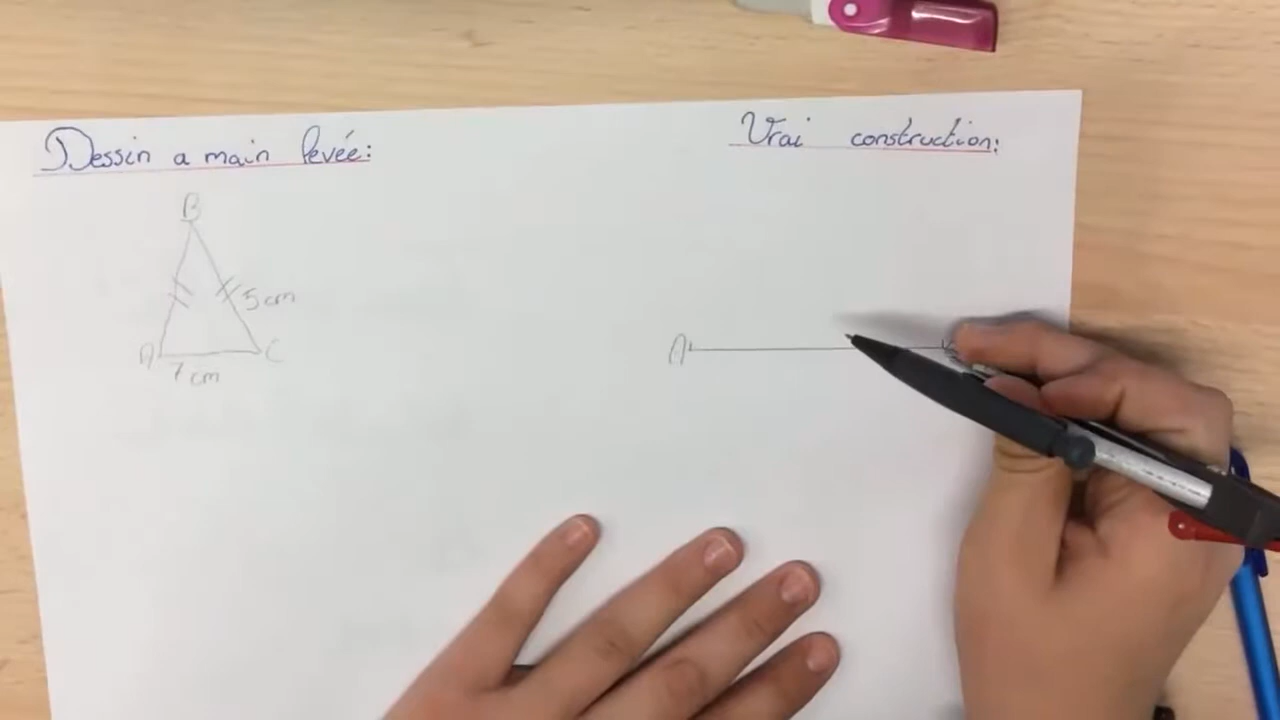 Dessin a main levée:
Vrai construction:
B
5cm
A
C
7cm
A